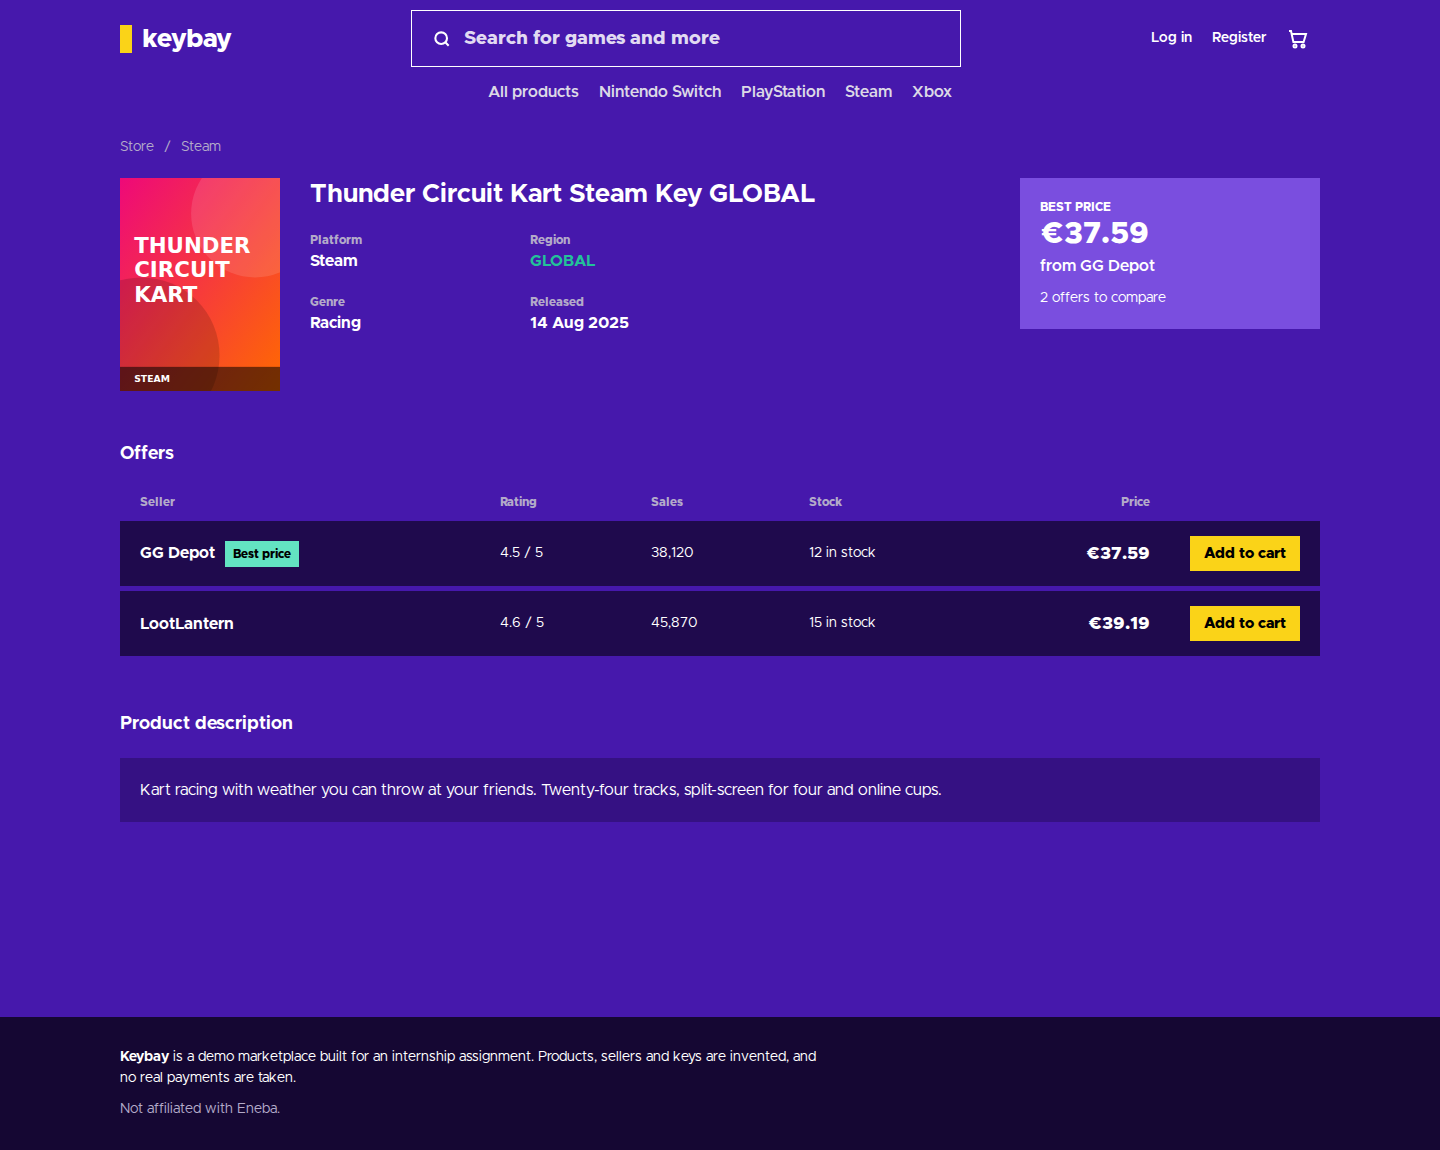 keybay
Search for games and more
Log in Register
All products Nintendo Switch PlayStation Steam Xbox
Store / Steam
THUNDER
CIRCUIT
KART
STEAM
Thunder Circuit Kart Steam Key GLOBAL
Platform Region
Steam GLOBAL
Genre Released
Racing 14 Aug 2025
BEST PRICE
€37.59
from GG Depot
2 offers to compare
Offers
Seller Rating Sales Stock Price
GG Depot Best price 4.5 / 5 38,120 12 in stock €37.59 Add to cart
LootLantern 4.6 / 5 45,870 15 in stock €39.19 Add to cart
Product description
Kart racing with weather you can throw at your friends. Twenty-four tracks, split-screen for four and online cups.
Keybay is a demo marketplace built for an internship assignment. Products, sellers and keys are invented, and
no real payments are taken.
Not affiliated with Eneba.